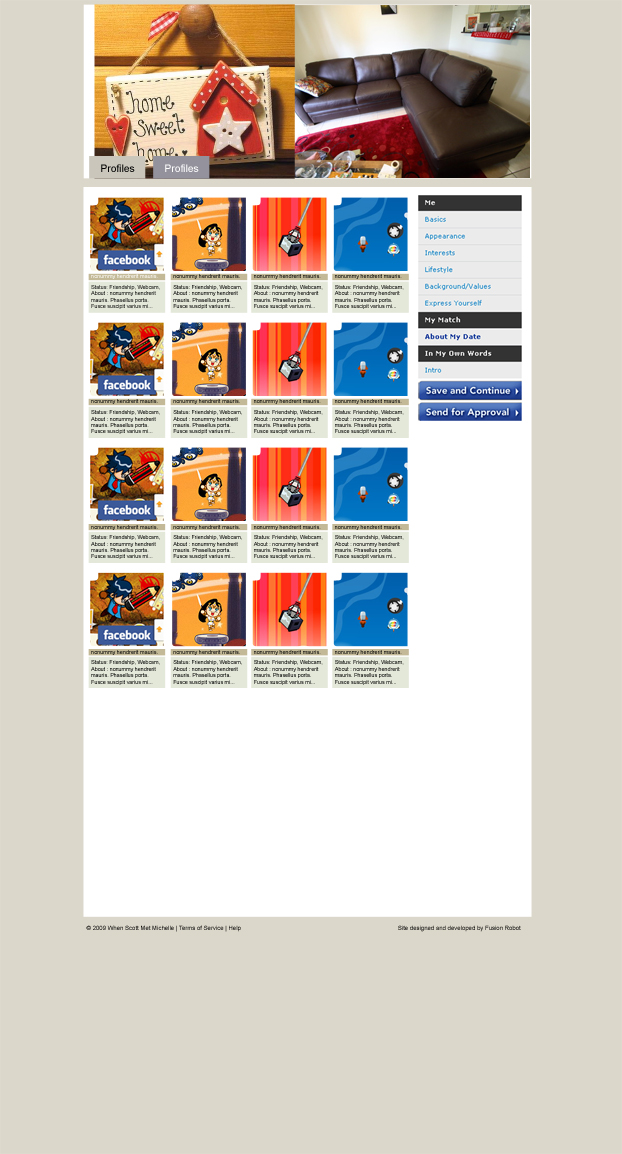 home
sweet
home
Profiles
Profiles
facebook
nonummy hendrerit mauris.
nonummy hendrerit mauris.
nonummy hendrerit mauris.
nonummy hendrerit mauris.
Status: Friendship, Webcam,
About : nonummy hendrerit
mauris. Phasellus porta.
Fusce suscipit varius mi...
Status: Friendship, Webcam,
About : nonummy hendrerit
mauris. Phasellus porta.
Fusce suscipit varius mi...
Status: Friendship, Webcam,
About : nonummy hendrerit
mauris. Phasellus porta.
Fusce suscipit varius mi...
Status: Friendship, Webcam,
About : nonummy hendrerit
mauris. Phasellus porta.
Fusce suscipit varius mi...
facebook
nonummy hendrerit mauris.
nonummy hendrerit mauris.
nonummy hendrerit mauris.
nonummy hendrerit mauris.
Status: Friendship, Webcam,
About : nonummy hendrerit
mauris. Phasellus porta.
Fusce suscipit varius mi...
Status: Friendship, Webcam,
About : nonummy hendrerit
mauris. Phasellus porta.
Fusce suscipit varius mi...
Status: Friendship, Webcam,
About : nonummy hendrerit
mauris. Phasellus porta.
Fusce suscipit varius mi...
Status: Friendship, Webcam,
About : nonummy hendrerit
mauris. Phasellus porta.
Fusce suscipit varius mi...
facebook
nonummy hendrerit mauris.
nonummy hendrerit mauris.
nonummy hendrerit mauris.
nonummy hendrerit mauris.
Status: Friendship, Webcam,
About : nonummy hendrerit
mauris. Phasellus porta.
Fusce suscipit varius mi...
Status: Friendship, Webcam,
About : nonummy hendrerit
mauris. Phasellus porta.
Fusce suscipit varius mi...
Status: Friendship, Webcam,
About : nonummy hendrerit
mauris. Phasellus porta.
Fusce suscipit varius mi...
Status: Friendship, Webcam,
About : nonummy hendrerit
mauris. Phasellus porta.
Fusce suscipit varius mi...
facebook
nonummy hendrerit mauris.
nonummy hendrerit mauris.
nonummy hendrerit mauris.
nonummy hendrerit mauris.
Status: Friendship, Webcam,
About : nonummy hendrerit
mauris. Phasellus porta.
Fusce suscipit varius mi...
Status: Friendship, Webcam,
About : nonummy hendrerit
mauris. Phasellus porta.
Fusce suscipit varius mi...
Status: Friendship, Webcam,
About : nonummy hendrerit
mauris. Phasellus porta.
Fusce suscipit varius mi...
Status: Friendship, Webcam,
About : nonummy hendrerit
mauris. Phasellus porta.
Fusce suscipit varius mi...
Me
Basics
Appearance
Interests
Lifestyle
Background/Values
Express Yourself
My Match
About My Date
In My Own Words
Intro
Save and Continue
Send for Approval
© 2009 When Scott Met Michelle | Terms of Service | Help
Site designed and developed by Fusion Robot